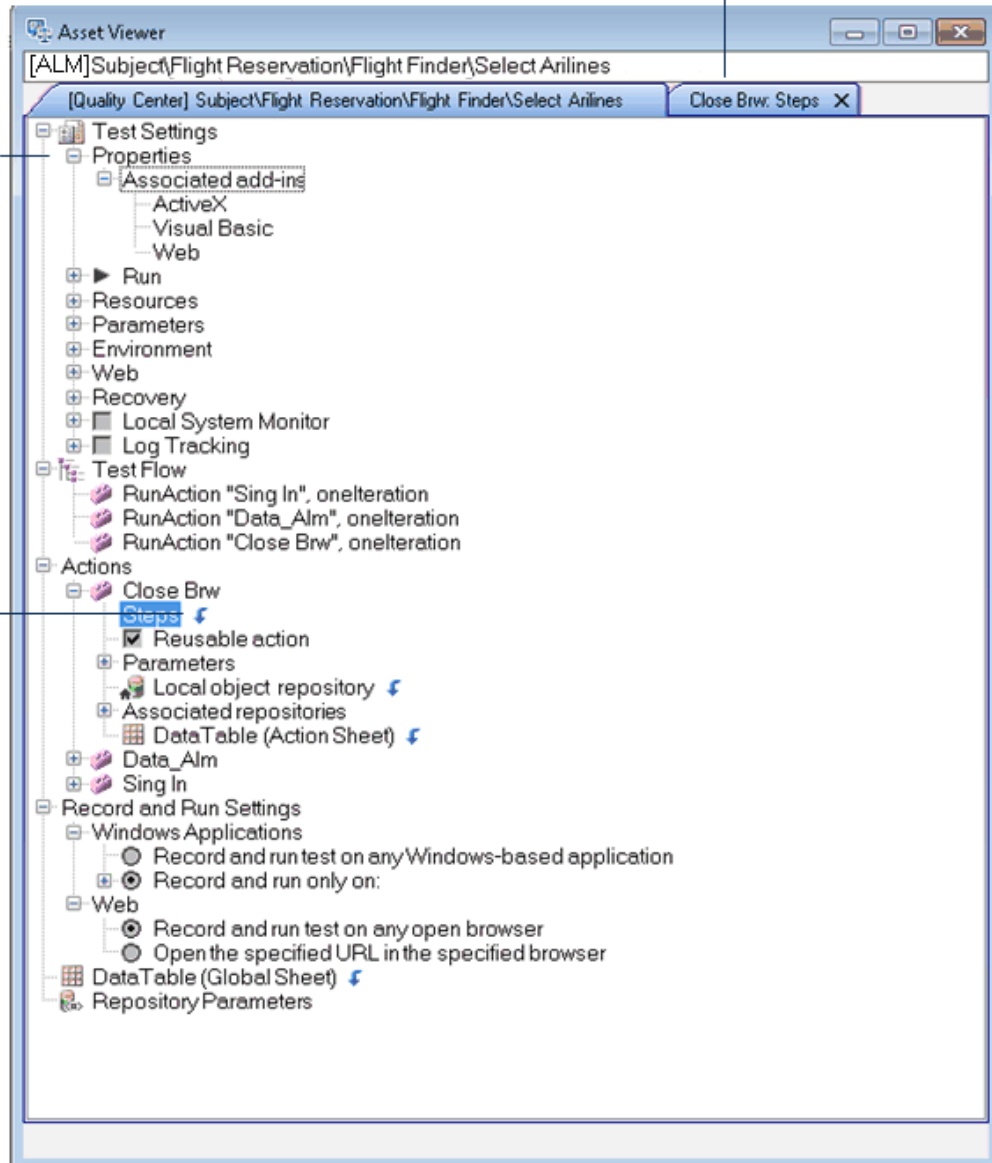 Asset Viewer
[ALM]Subject\Flight Reservation\Flight Finder\Select Arilines
[Quality Center] Subject\Flight Reservation\Flight Finder\Select Arilines Close Brw: Steps
Test Settings
Properties
Associated add-ins
ActiveX
Visual Basic
Web
Run
Resources
Parameters
Environment
Web
Recovery
Local System Monitor
Log Tracking
Test Flow
RunAction "Sing In", oneIteration
RunAction "Data_Alm", oneIteration
RunAction "Close Brw", oneIteration
Actions
Close Brw
Steps
Reusable action
Parameters
Local object repository
Associated repositories
DataTable (Action Sheet)
Data_Alm
Sing In
Record and Run Settings
Windows Applications
Record and run test on any Windows-based application
Record and run only on:
Web
Record and run test on any open browser
Open the specified URL in the specified browser
DataTable (Global Sheet)
Repository Parameters